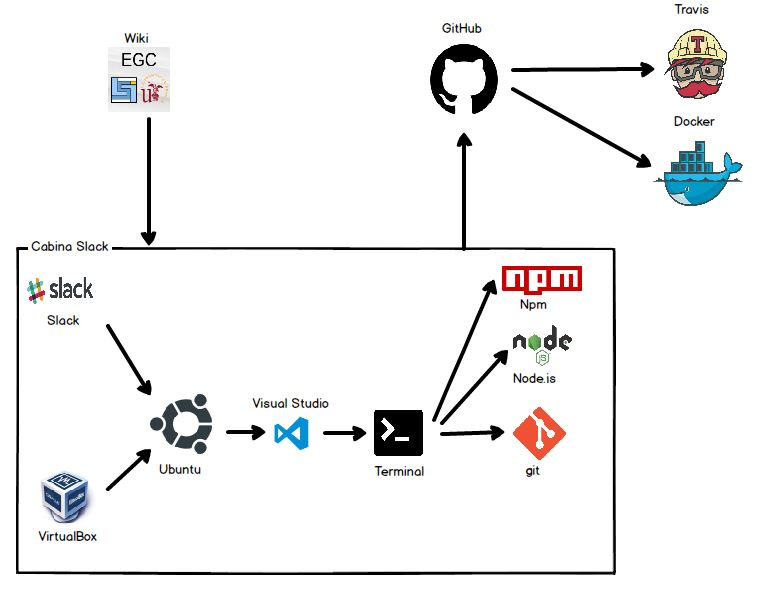 Travis
GitHub
Wiki
EGC
T
Docker
Cabina Slack
slack
Slack
npm
Npm
node
JS
Node.is
Visual Studio
Ubuntu
Terminal
git
VirtualBox